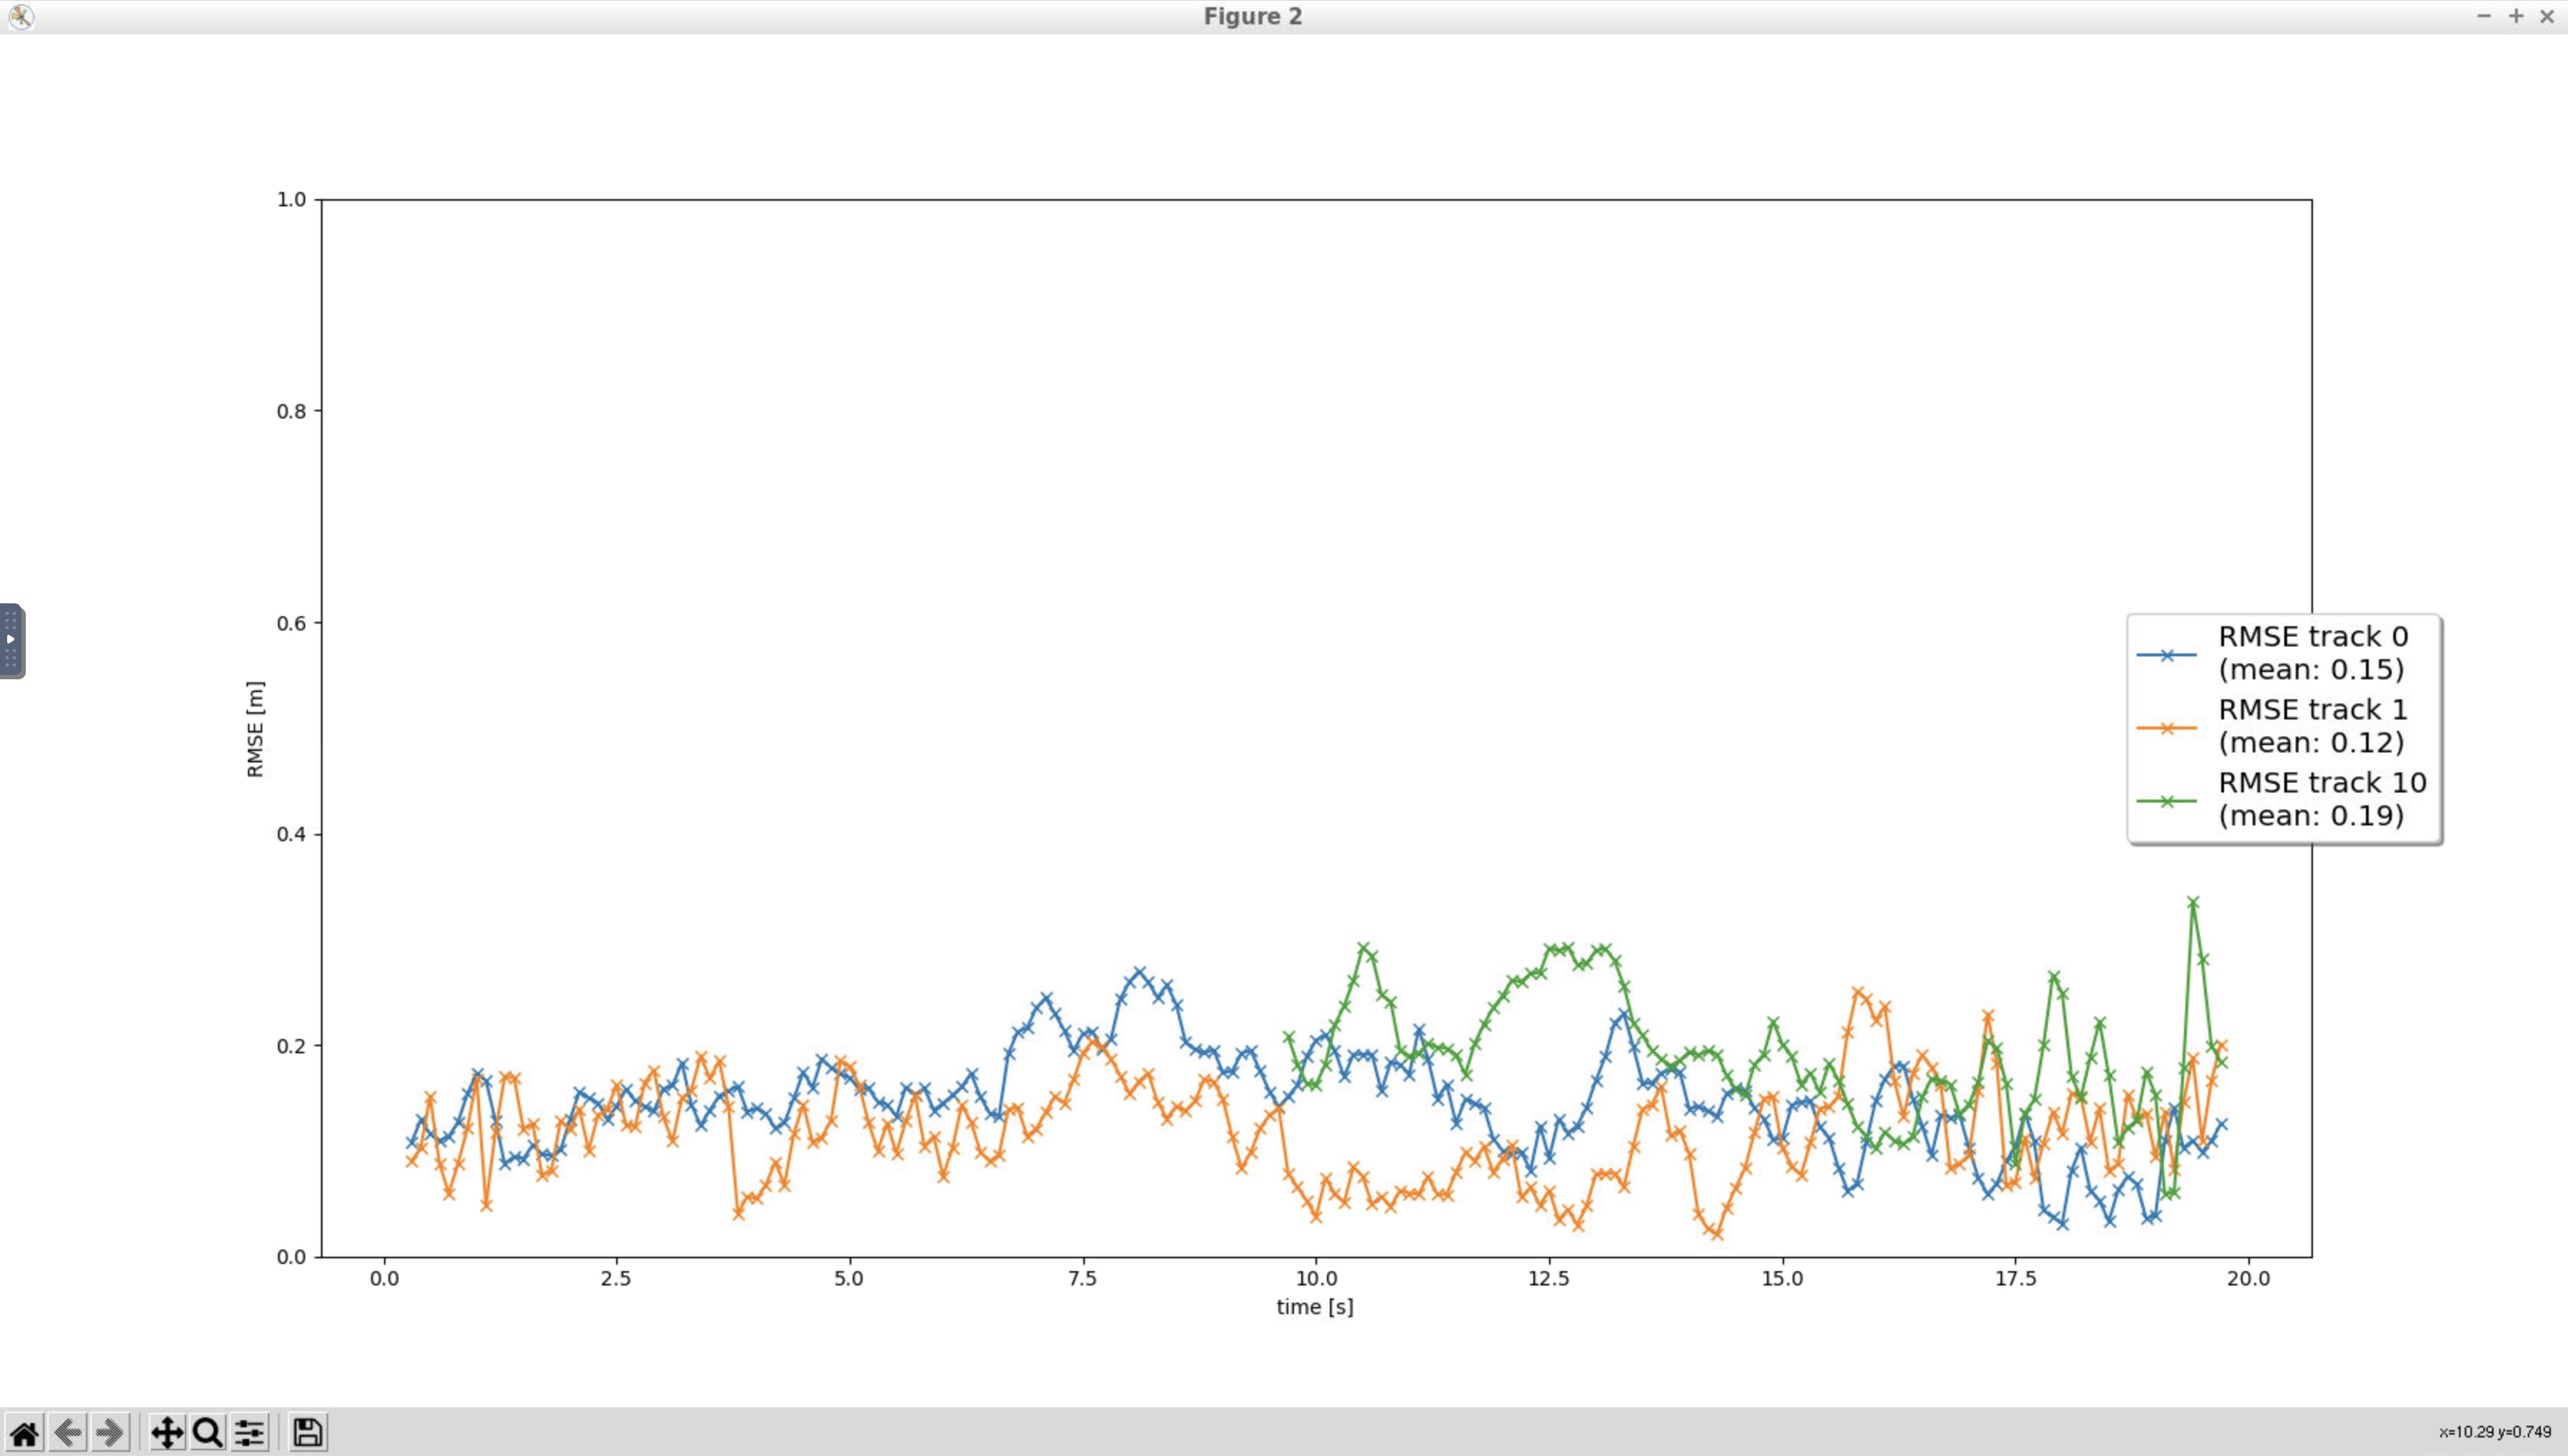 Figure 2
1.0
0.8
0.6
0.4
0.2
0.0
RMSE [m]
0.0 2.5 5.0 7.5 10.0 12.5 15.0 17.5 20.0
time [s]
RMSE track 0
(mean: 0.15)
RMSE track 1
(mean: 0.12)
RMSE track 10
(mean: 0.19)
x=10.29 y=0.749